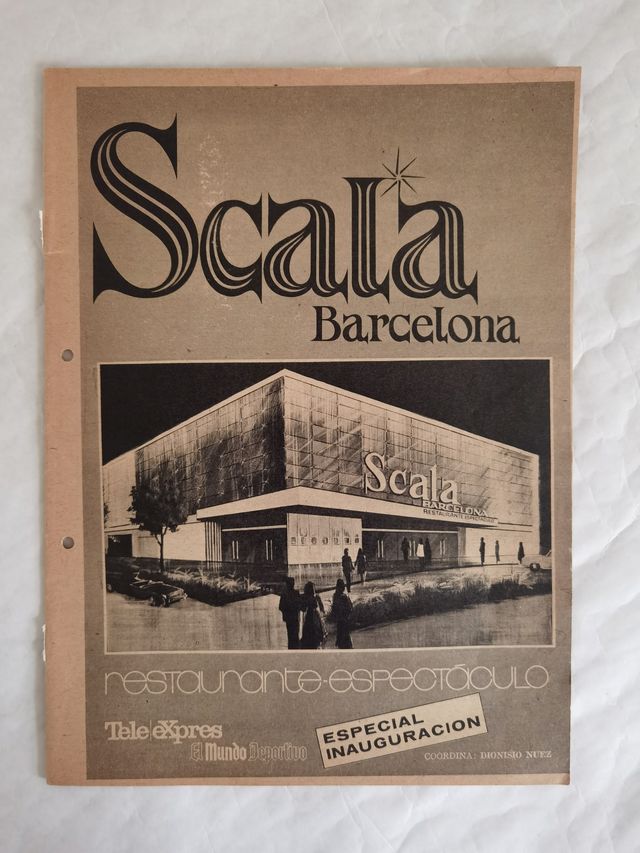 Scala
Barcelona
Scala
BARCELONA
RESTAURANTE ESPECTACULO
restaurante-espectáculo
Tele/eXpres
El Mundo Deportivo
ESPECIAL
INAUGURACION
COORDINA: DIONISIO NUEZ